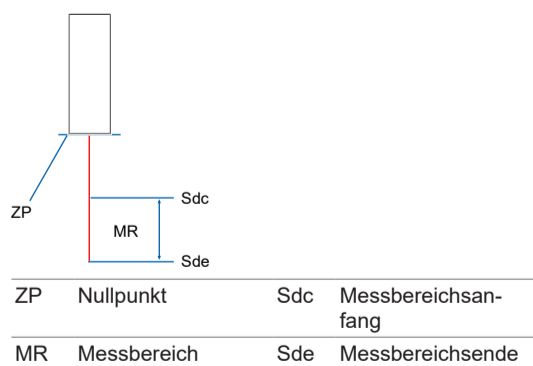 ZP
Sdc
MR
Sde
ZP Nullpunkt Sdc Messbereichsan-
fang
MR Messbereich Sde Messbereichsende